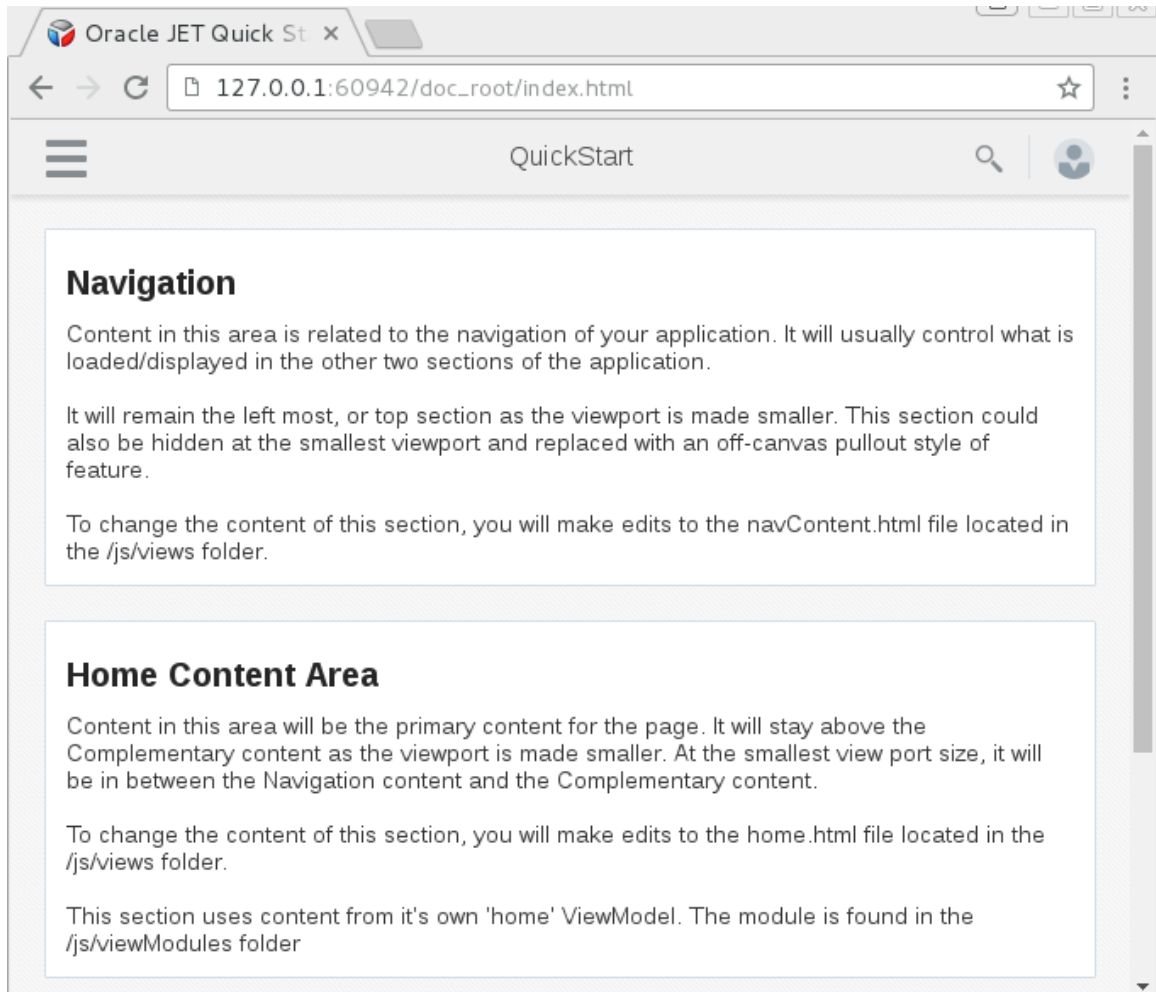 Oracle JET Quick St
127.0.0.1:60942/doc_root/index.html
QuickStart
Navigation
Content in this area is related to the navigation of your application. It will usually control what is
loaded/displayed in the other two sections of the application.
It will remain the left most, or top section as the viewport is made smaller. This section could
also be hidden at the smallest viewport and replaced with an off-canvas pullout style of
feature.
To change the content of this section, you will make edits to the navContent.html file located in
the /js/views folder.
Home Content Area
Content in this area will be the primary content for the page. It will stay above the
Complementary content as the viewport is made smaller. At the smallest view port size, it will
be in between the Navigation content and the Complementary content.
To change the content of this section, you will make edits to the home.html file located in the
/js/views folder.
This section uses content from it's own 'home' ViewModel. The module is found in the
/js/viewModules folder